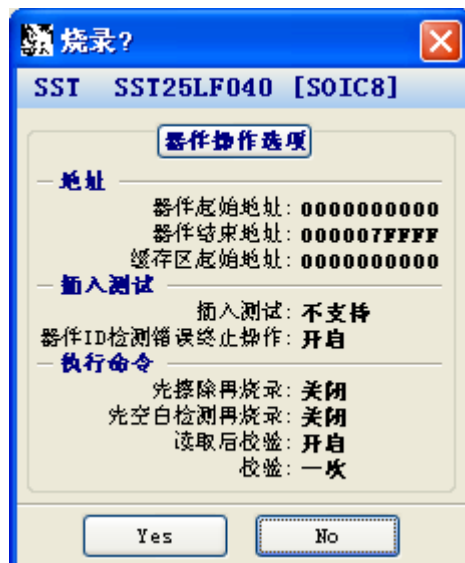 烧录?
SST SST25LF040 [SOIC8]
器件操作选项
地址
器件起始地址: 0000000000
器件结束地址: 000007FFFF
缓存区起始地址: 0000000000
插入测试
插入测试: 不支持
器件ID检测错误终止操作: 开启
执行命令
先擦除再烧录: 关闭
先空白检测再烧录: 关闭
读取后校验: 开启
校验: 一次
Yes No